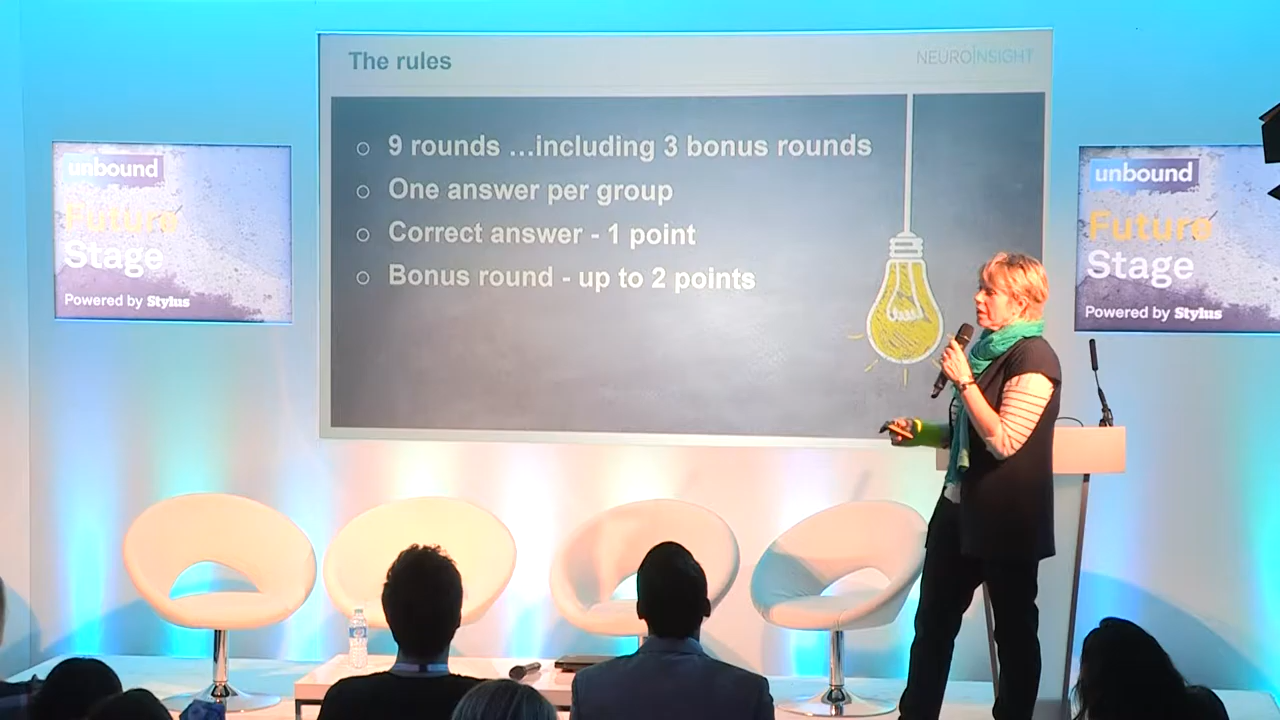 The rules
NEUROINSIGHT
9 rounds ...including 3 bonus rounds
One answer per group
Correct answer - 1 point
Bonus round - up to 2 points
unbound
Future
Stage
Powered by Stylus
unbound
Future
Stage
Powered by Stylus